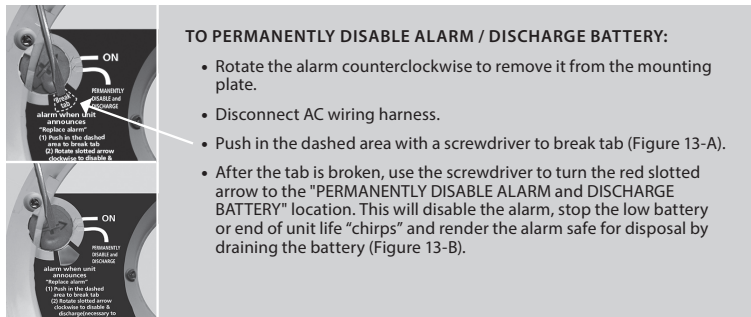 TO PERMANENTLY DISABLE ALARM / DISCHARGE BATTERY:
• Rotate the alarm counterclockwise to remove it from the mounting
plate.
• Disconnect AC wiring harness.
• Push in the dashed area with a screwdriver to break tab (Figure 13-A).
• After the tab is broken, use the screwdriver to turn the red slotted
arrow to the "PERMANENTLY DISABLE ALARM and DISCHARGE
BATTERY" location. This will disable the alarm, stop the low battery
or end of unit life “chirps” and render the alarm safe for disposal by
draining the battery (Figure 13-B).
ON
PERMANENTLY
DISABLE and
DISCHARGE
Break
tab
alarm when unit
announces
“Replace alarm”
(1) Push in the dashed
area to break tab
(2) Rotate slotted arrow
clockwise to disable &
ON
PERMANENTLY
DISABLE and
DISCHARGE
alarm when unit
announces
“Replace alarm”
(1) Push in the dashed
area to break tab
(2) Rotate slotted arrow
clockwise to disable &
discharge(necessary to